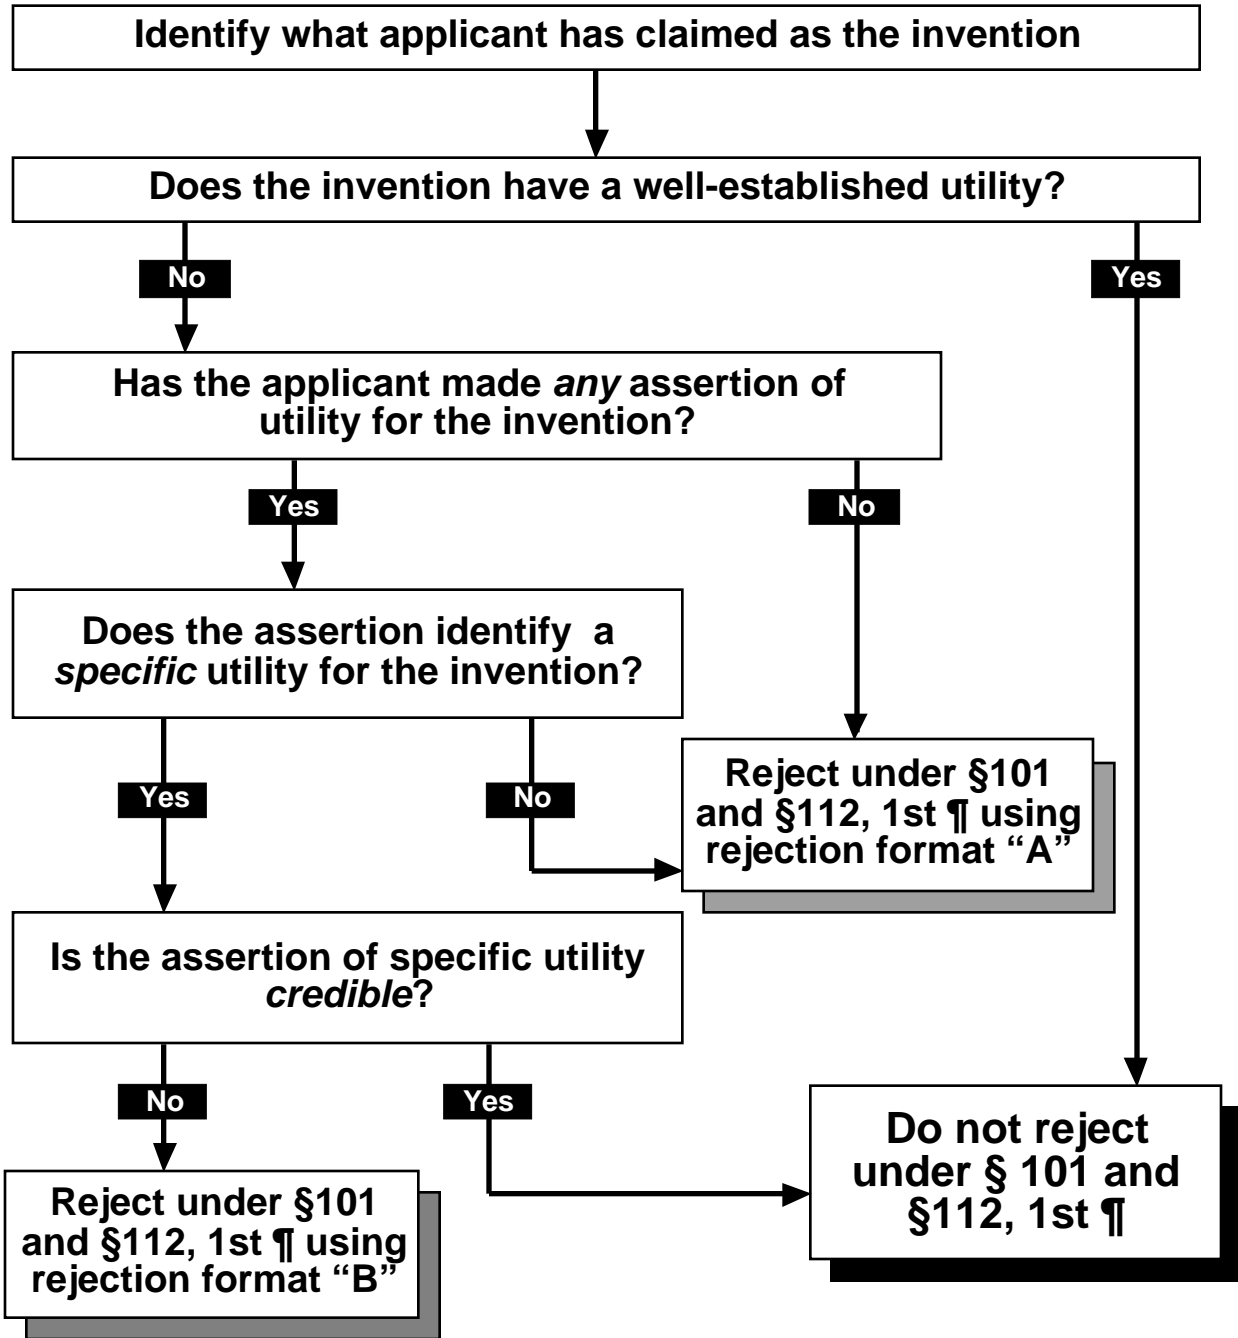 Identify what applicant has claimed as the invention
Does the invention have a well-established utility?
No
Yes
Has the applicant made any assertion of
utility for the invention?
Yes
No
Does the assertion identify  a
specific utility for the invention?
Yes
No
Reject under §101
and §112, 1st ¶ using
rejection format “A”
Is the assertion of specific utility
credible?
No
Yes
Do not reject
under § 101 and
§112, 1st ¶
Reject under §101
and §112, 1st ¶ using
rejection format “B”